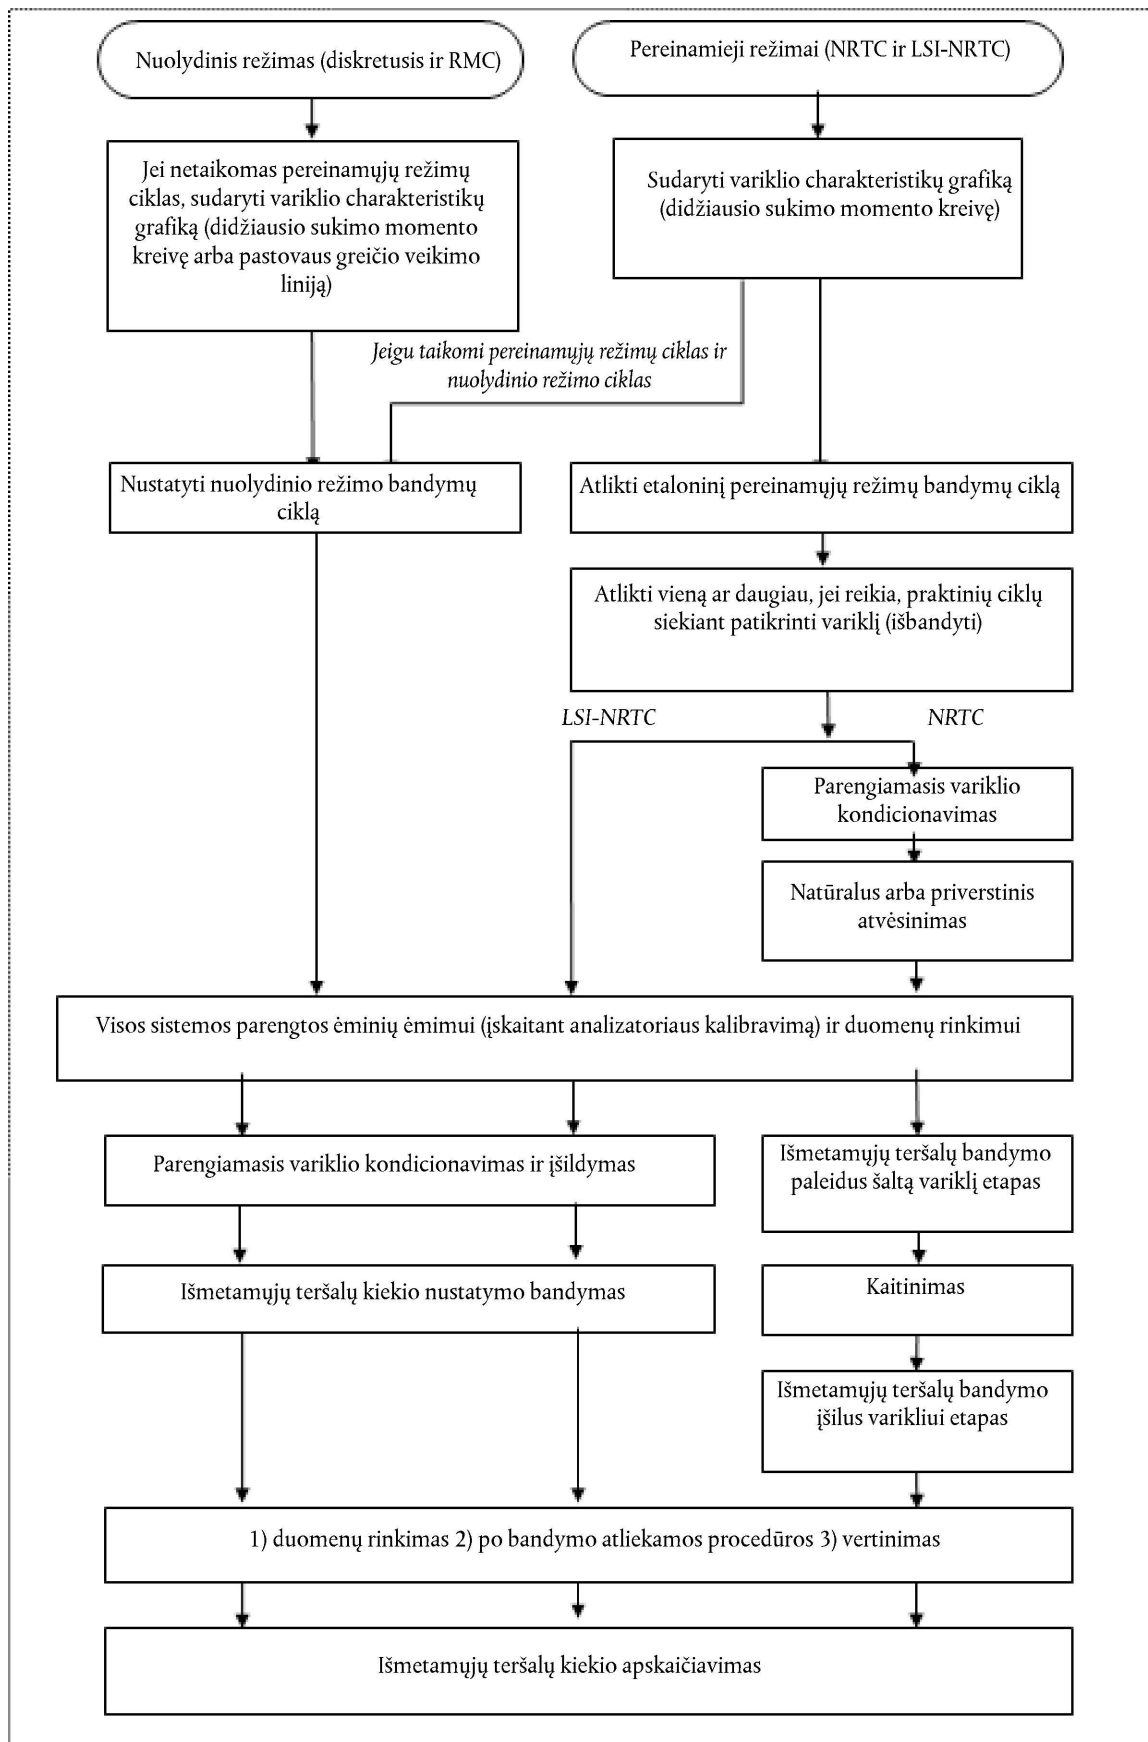 Nuolydinis režimas (diskretusis ir RMC)
Pereinamieji režimai (NRTC ir LSI-NRTC)
Jei netaikomas pereinamųjų režimų
ciklas, sudaryti variklio charakteristikų
grafiką (didžiausio sukimo momento
kreivę arba pastovaus greičio veikimo
liniją)
Sudaryti variklio charakteristikų grafiką
(didžiausio sukimo momento kreivę)
Jeigu taikomi pereinamųjų režimų ciklas ir
nuolydinio režimo ciklas
Nustatyti nuolydinio režimo bandymų
ciklą
Atlikti etaloninį pereinamųjų režimų bandymų ciklą
Atlikti vieną ar daugiau, jei reikia, praktinių ciklų
siekiant patikrinti variklį (išbandyti)
LSI-NRTC
NRTC
Parengiamasis variklio
kondicionavimas
Natūralus arba priverstinis
atvėsinimas
Visos sistemos parengtos ėminių ėmimui (įskaitant analizatoriaus kalibravimą) ir duomenų rinkimui
Parengiamasis variklio kondicionavimas ir įšildymas
Išmetamųjų teršalų bandymo
paleidus šaltą variklį etapas
Išmetamųjų teršalų kiekio nustatymo bandymas
Kaitinimas
Išmetamųjų teršalų bandymo
įšilus varikliui etapas
1) duomenų rinkimas 2) po bandymo atliekamos procedūros 3) vertinimas
Išmetamųjų teršalų kiekio apskaičiavimas